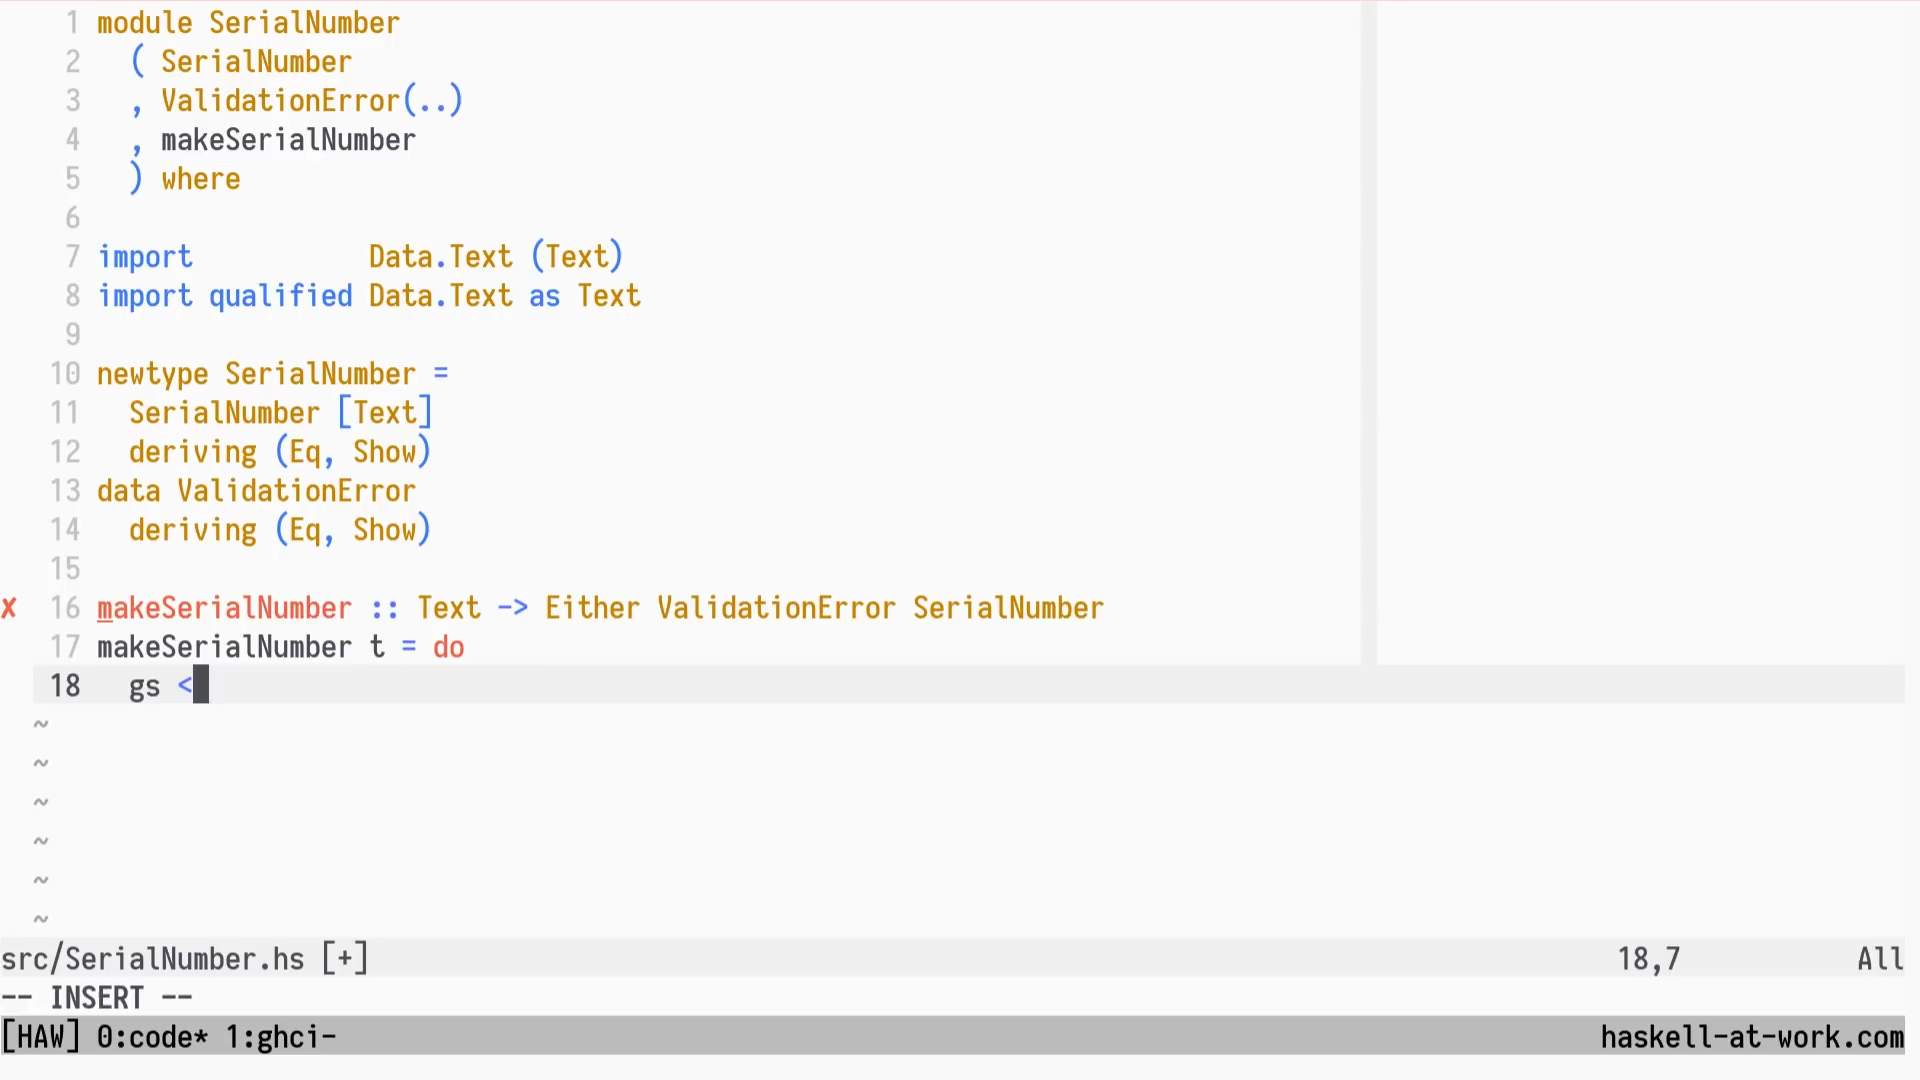 1 module SerialNumber
2   ( SerialNumber
3   , ValidationError(..)
4   , makeSerialNumber
5   ) where
6
7 import           Data.Text (Text)
8 import qualified Data.Text as Text
9
10 newtype SerialNumber =
11   SerialNumber [Text]
12   deriving (Eq, Show)
13 data ValidationError
14   deriving (Eq, Show)
15
✗ 16 makeSerialNumber :: Text -> Either ValidationError SerialNumber
17 makeSerialNumber t = do
18   gs <
~
~
~
~
~
~
src/SerialNumber.hs [+] 18,7 All
-- INSERT --
[HAW] 0:code* 1:ghci- haskell-at-work.com